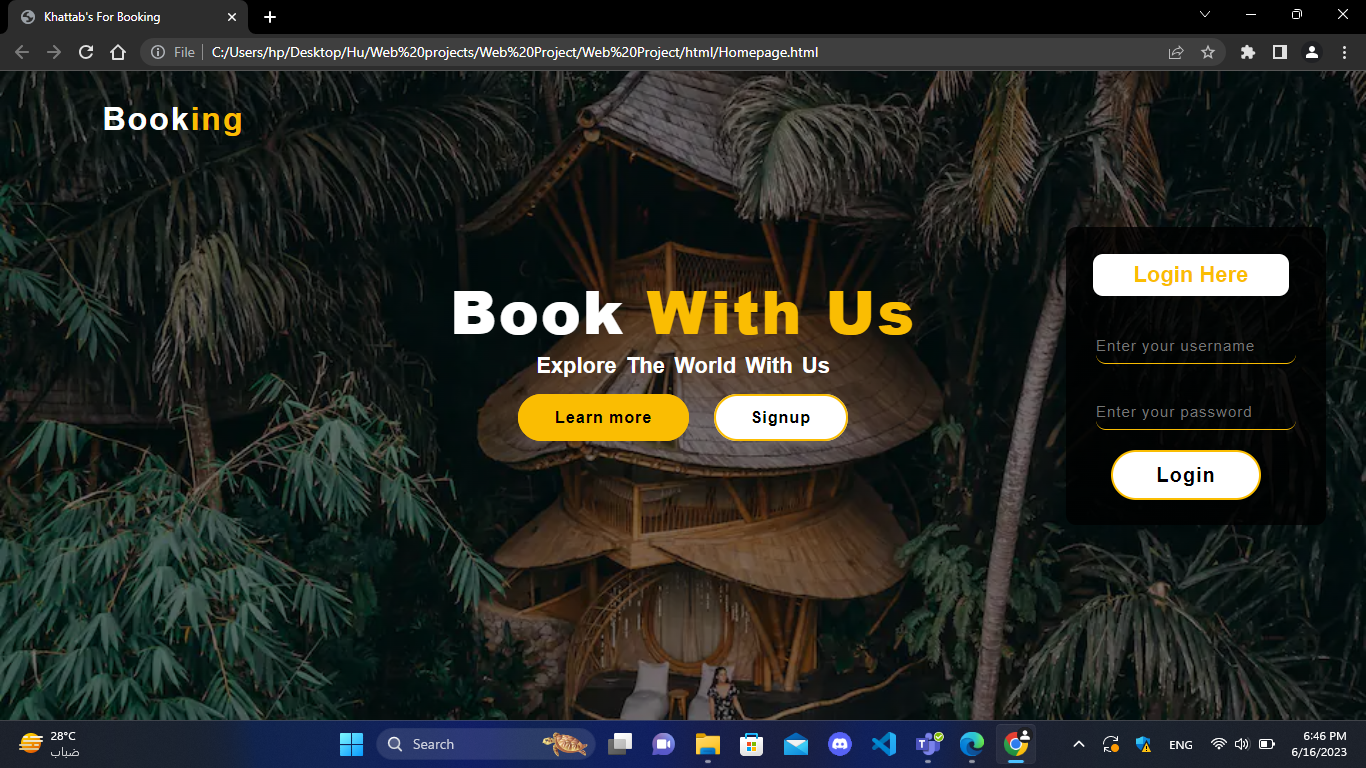 Khattab's For Booking
File
C:/Users/hp/Desktop/Hu/Web%20projects/Web%20Project/Web%20Project/html/Homepage.html
Booking
Book With Us
Explore The World With Us
Learn more
Signup
Login Here
Enter your username
Enter your password
Login
28°C
ضباب
Search
ENG
6:46 PM
6/16/2023